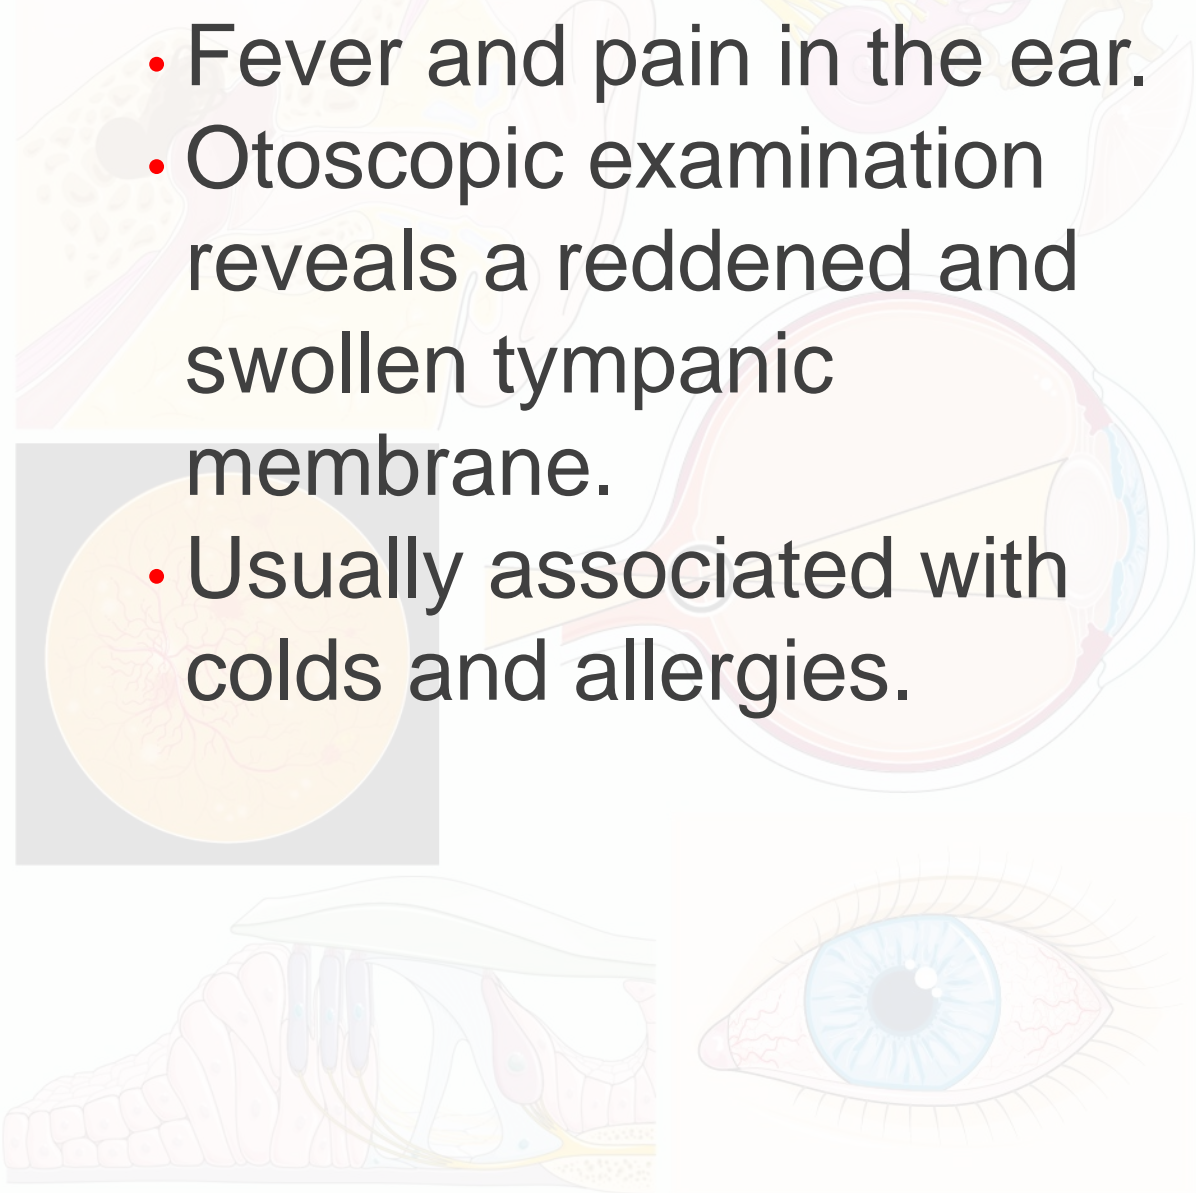 • Fever and pain in the ear.
• Otoscopic examination
reveals a reddened and
swollen tympanic
membrane.
• Usually associated with
colds and allergies.